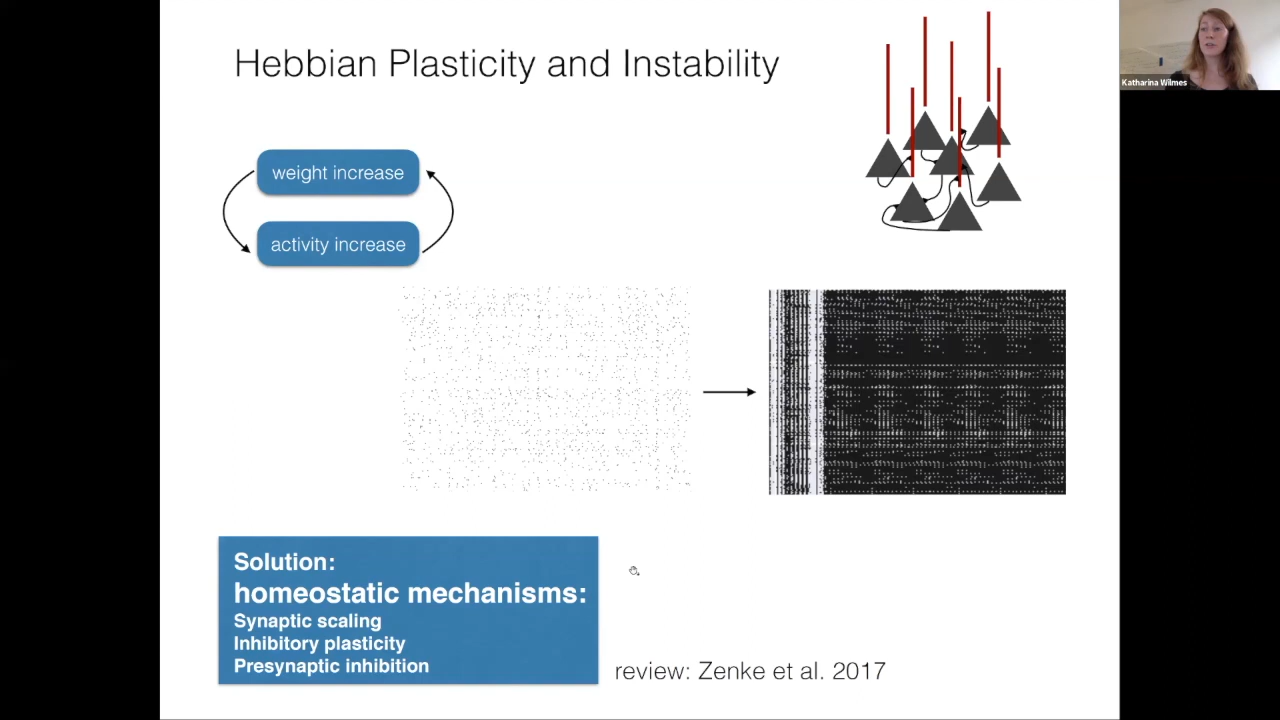 Hebbian Plasticity and Instability
Katharina Wilmes
weight increase
activity increase
Solution:
homeostatic mechanisms:
Synaptic scaling
Inhibitory plasticity
Presynaptic inhibition
review: Zenke et al. 2017